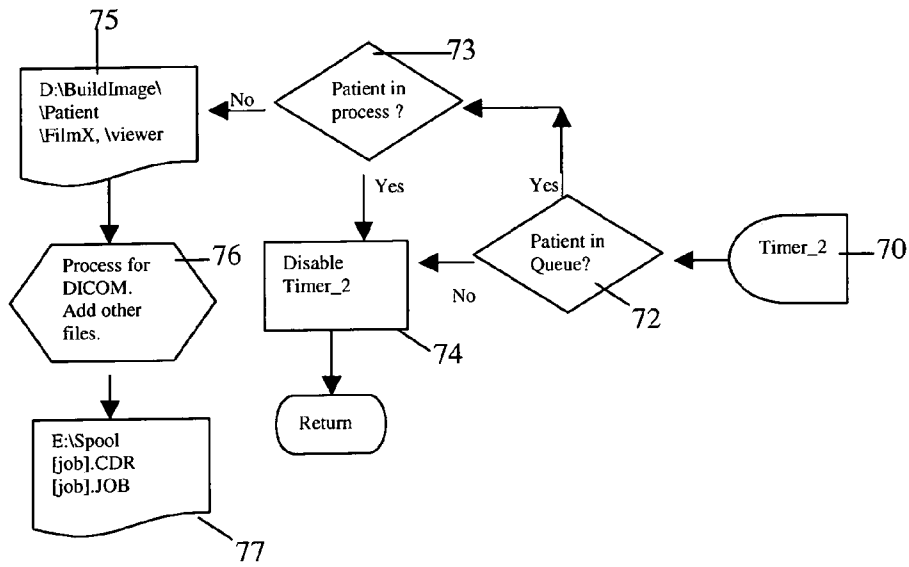 75
73
D:\BuildImage\
\Patient
\FilmX, \viewer
No
Patient in
process ?
Yes
Yes
76
Process for
DICOM.
Add other
files.
Disable
Timer_2
No
Patient in
Queue?
Timer_2
70
72
74
Return
E:\Spool
[job].CDR
[job].JOB
77